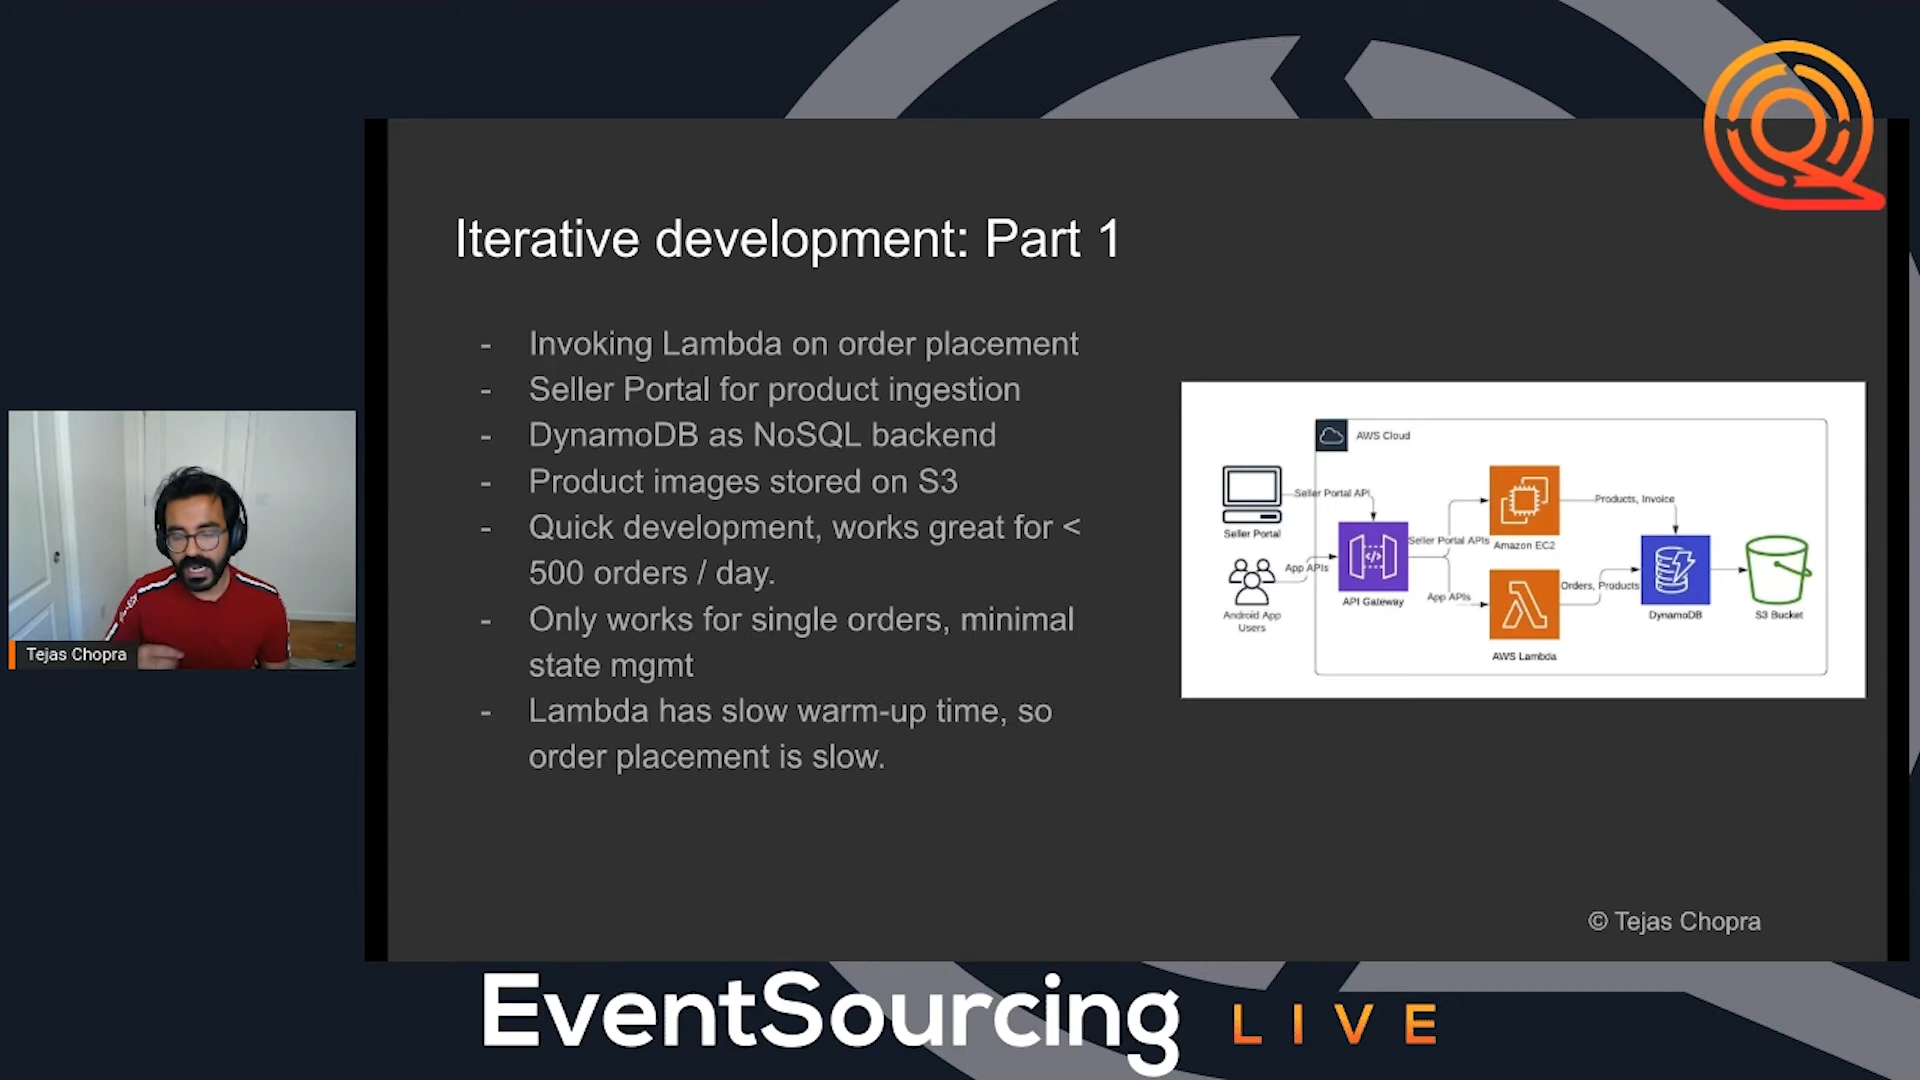 Iterative development: Part 1
- Invoking Lambda on order placement
- Seller Portal for product ingestion
- DynamoDB as NoSQL backend
- Product images stored on S3
- Quick development, works great for <
500 orders / day.
- Only works for single orders, minimal
state mgmt
- Lambda has slow warm-up time, so
order placement is slow.
AWS Cloud
Seller Portal API
Seller Portal
App APIs
Android App
Users
API Gateway
Seller Portal APIs
App APIs
Amazon EC2
AWS Lambda
Products, Invoice
Orders, Products
DynamoDB
S3 Bucket
Tejas Chopra
© Tejas Chopra
EventSourcing LIVE